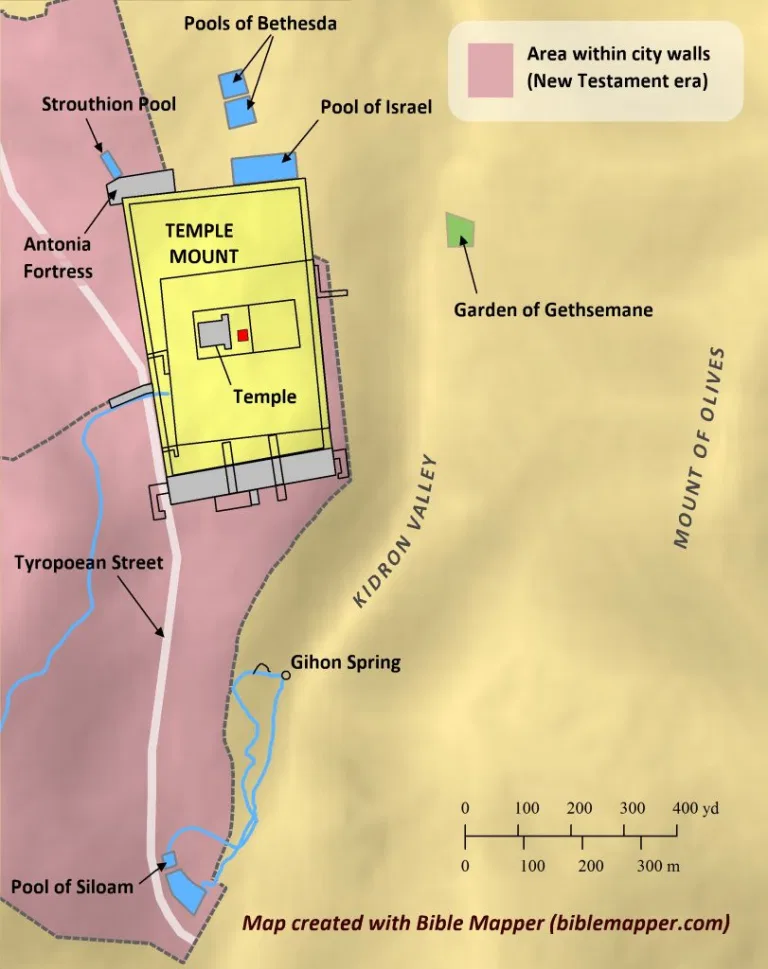 Pools of Bethesda
Area within city walls
(New Testament era)
Strouthion Pool
Pool of Israel
TEMPLE
MOUNT
Antonia
Fortress
Garden of Gethsemane
Temple
MOUNT OF OLIVES
KIDRON VALLEY
Tyropoean Street
Gihon Spring
0 100 200 300 400 yd
0 100 200 300 m
Pool of Siloam
Map created with Bible Mapper (biblemapper.com)